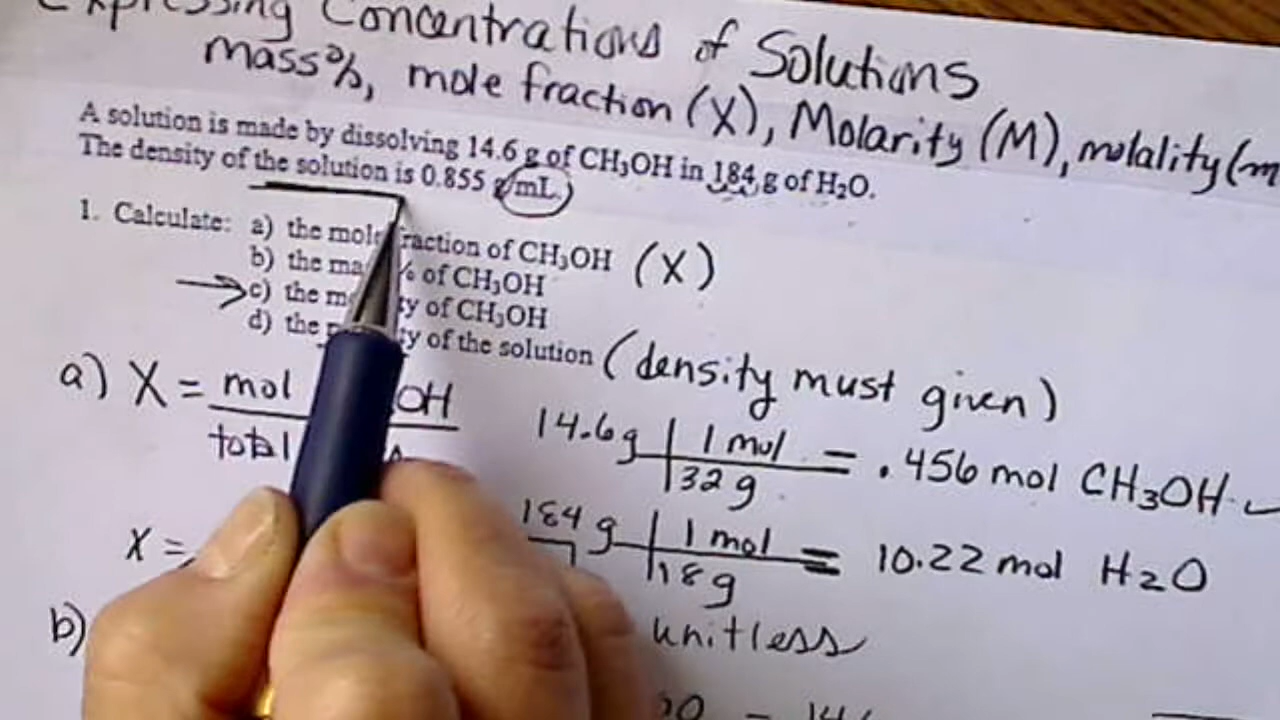 Expressing Concentrations of Solutions
mass%, mole fraction (X), Molarity (M), molality (m
A solution is made by dissolving 14.6 g of CH₃OH in 184 g of H₂O.
The density of the solution is 0.855 g/mL.
1. Calculate: a) the mole fraction of CH₃OH (X)
b) the ma % of CH₃OH
c) the mo ty of CH₃OH
d) the ty of the solution (density must given)
a) X = mol OH
total
14.6g | 1 mol = .456 mol CH₃OH ✓
32 g
X =
184 g | 1 mol = 10.22 mol H₂O
18 g
b)
unitless